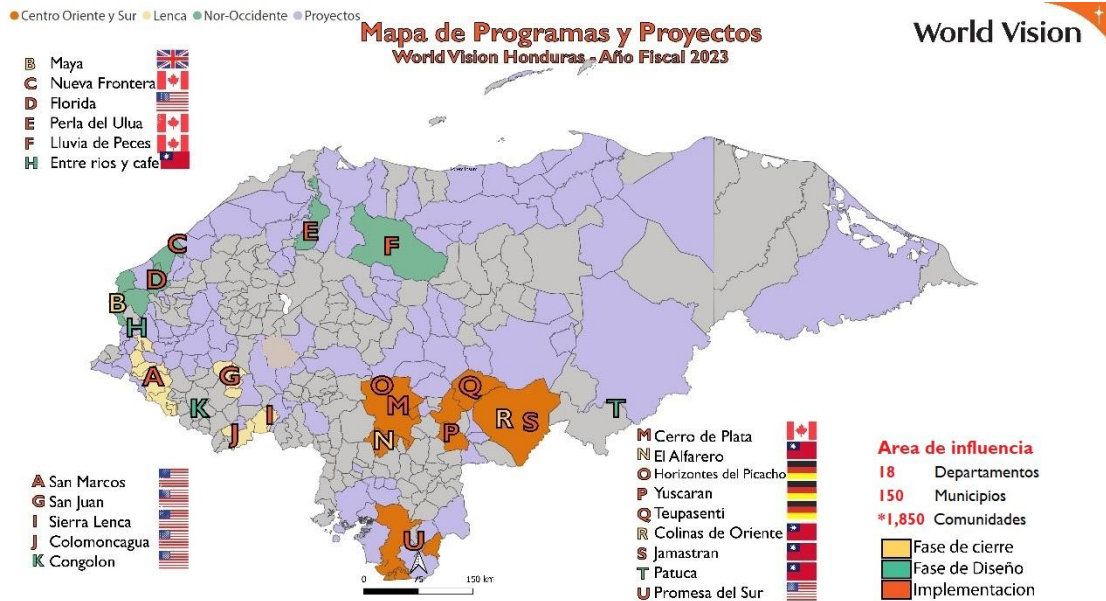 Centro Oriente y Sur Lenca Nor-Occidente Proyectos
Mapa de Programas y Proyectos
World Vision Honduras - Año Fiscal 2023
World Vision
B Maya
C Nueva Frontera
D Florida
E Perla del Ulua
F Lluvia de Peces
H Entre rios y cafe
C
D
B
H
E
F
A
G
K
I
J
O
M
N
Q
P
R
S
T
U
A San Marcos
G San Juan
I Sierra Lenca
J Colomoncagua
K Congolon
M Cerro de Plata
N El Alfarero
O Horizontes del Picacho
P Yuscaran
Q Teupasenti
R Colinas de Oriente
S Jamastran
T Patuca
U Promesa del Sur
Area de influencia
18 Departamentos
150 Municipios
*1,850 Comunidades
Fase de cierre
Fase de Diseño
Implementacion
0 75 150 km